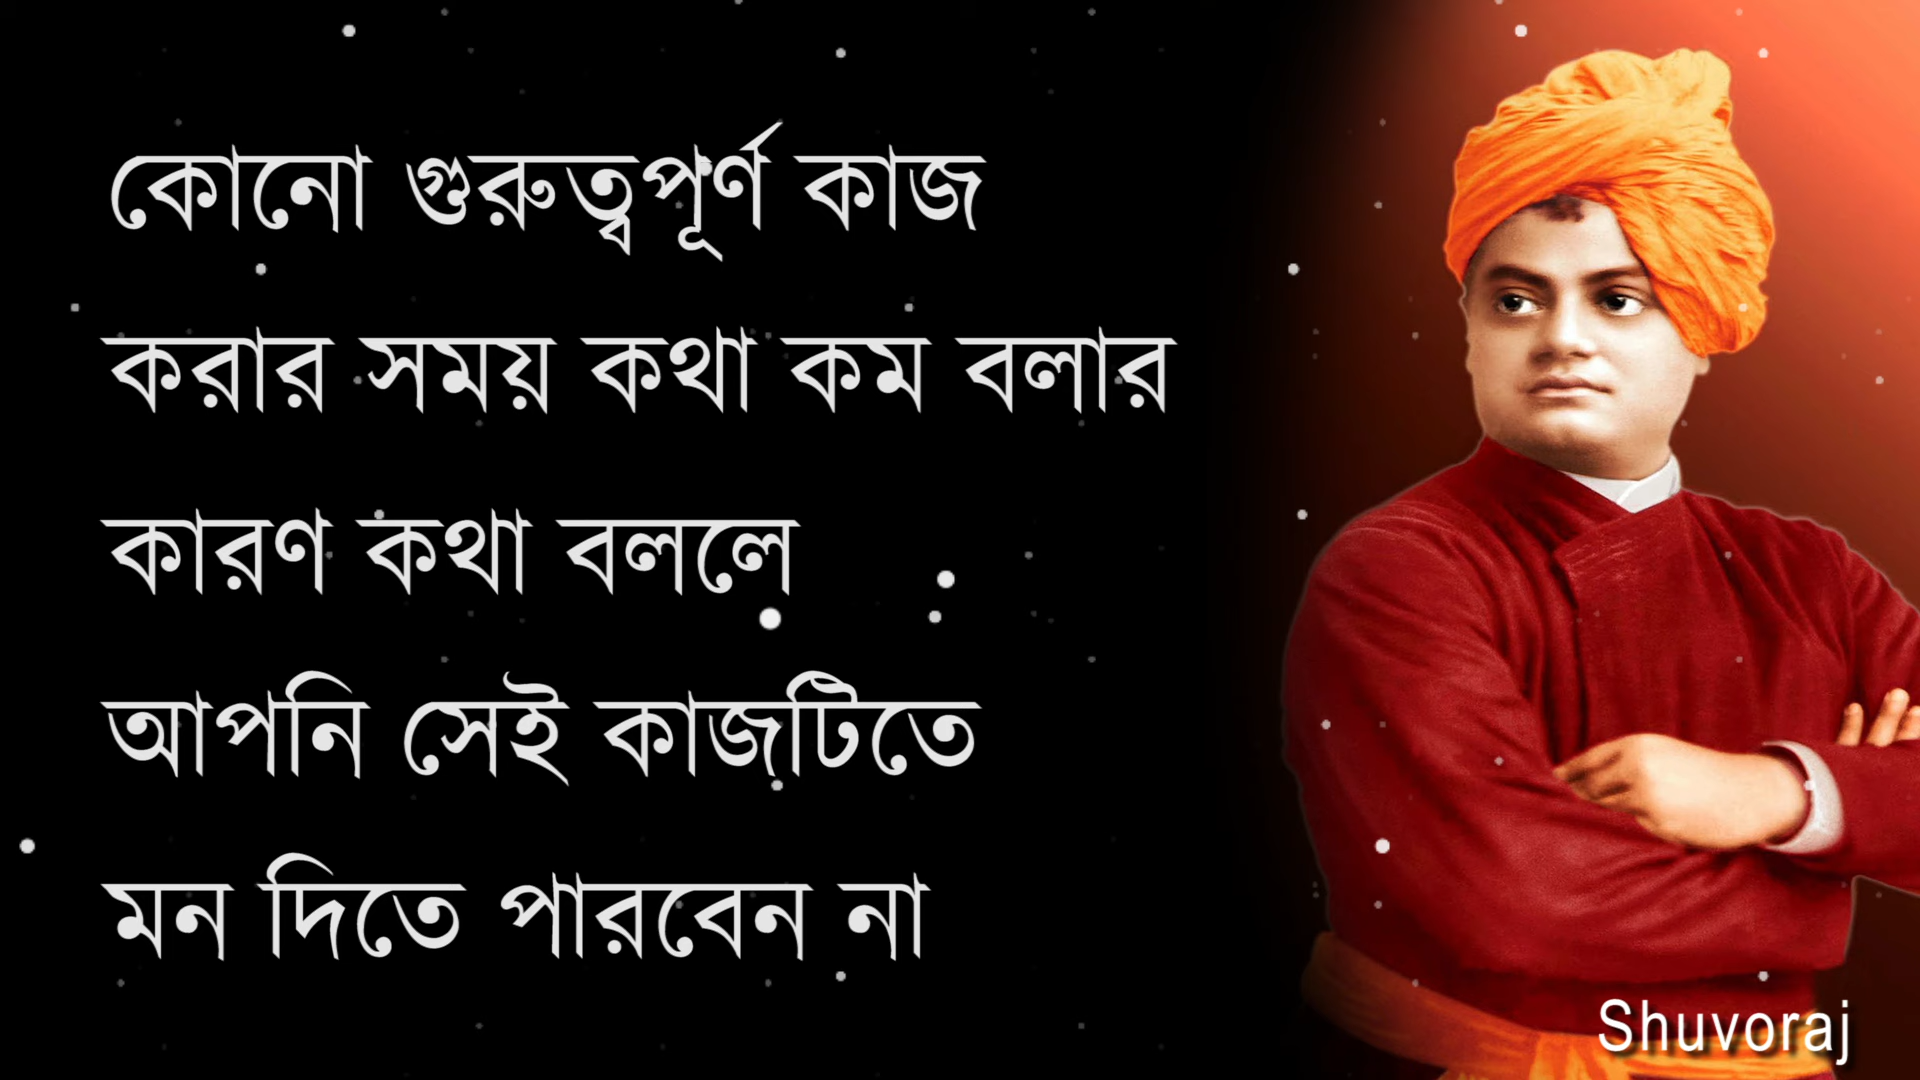 কোনো গুরুত্বপূর্ণ কাজ
করার সময় কথা কম বলার
কারণ কথা বললে
আপনি সেই কাজটিতে
মন দিতে পারবেন না
Shuvoraj